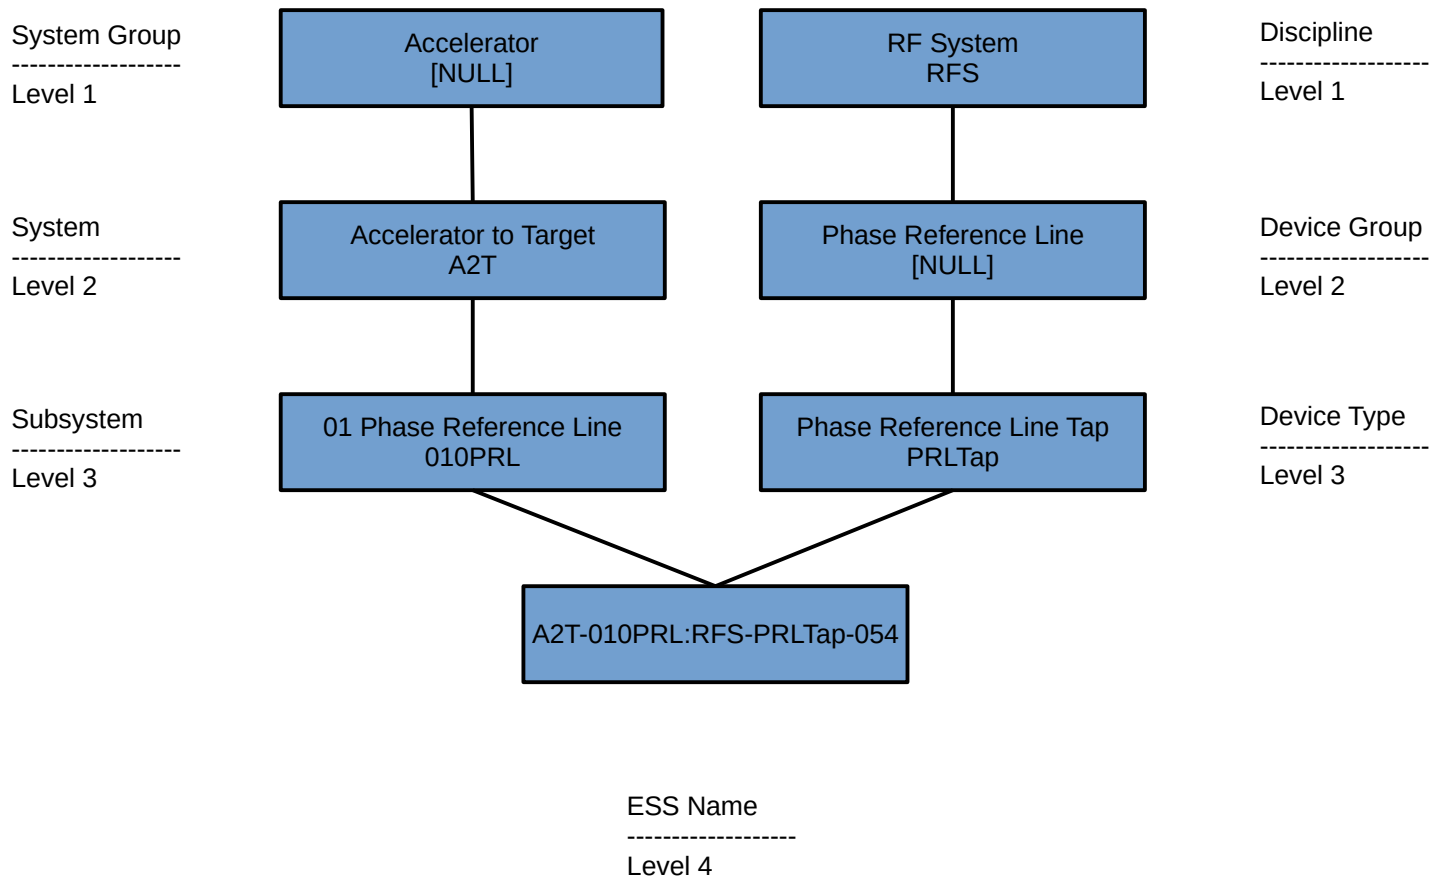 System Group
-------------------
Level 1
Accelerator
[NULL]
RF System
RFS
Discipline
-------------------
Level 1
System
-------------------
Level 2
Accelerator to Target
A2T
Phase Reference Line
[NULL]
Device Group
-------------------
Level 2
Subsystem
-------------------
Level 3
01 Phase Reference Line
010PRL
Phase Reference Line Tap
PRLTap
Device Type
-------------------
Level 3
A2T-010PRL:RFS-PRLTap-054
ESS Name
-------------------
Level 4